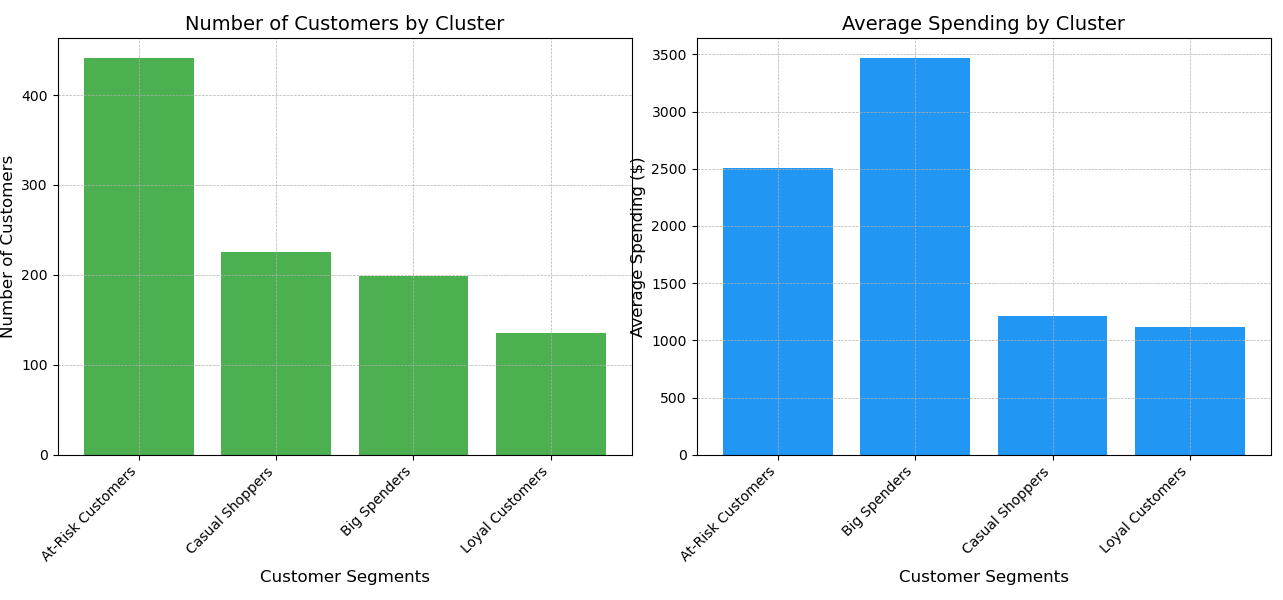 Number of Customers by Cluster
Number of Customers
400
300
200
100
0
At-Risk Customers
Casual Shoppers
Big Spenders
Loyal Customers
Customer Segments
Average Spending by Cluster
Average Spending ($)
3500
3000
2500
2000
1500
1000
500
0
At-Risk Customers
Big Spenders
Casual Shoppers
Loyal Customers
Customer Segments